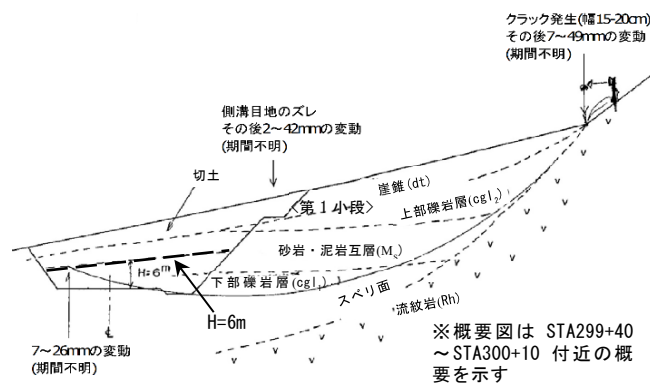 クラック発生(幅15-20cm)
その後7～49mmの変動
(期間不明)
側溝目地のズレ
その後2～42mmの変動
(期間不明)
切土
崖錐(dt)
〈第1小段〉
上部礫岩層(cgl₂)
砂岩・泥岩互層(Ms)
H=6m
下部礫岩層(cgl₁)
スベリ面
流紋岩(Rh)
H=6m
7～26mmの変動
(期間不明)
※概要図は STA299+40
～STA300+10 付近の概
要を示す